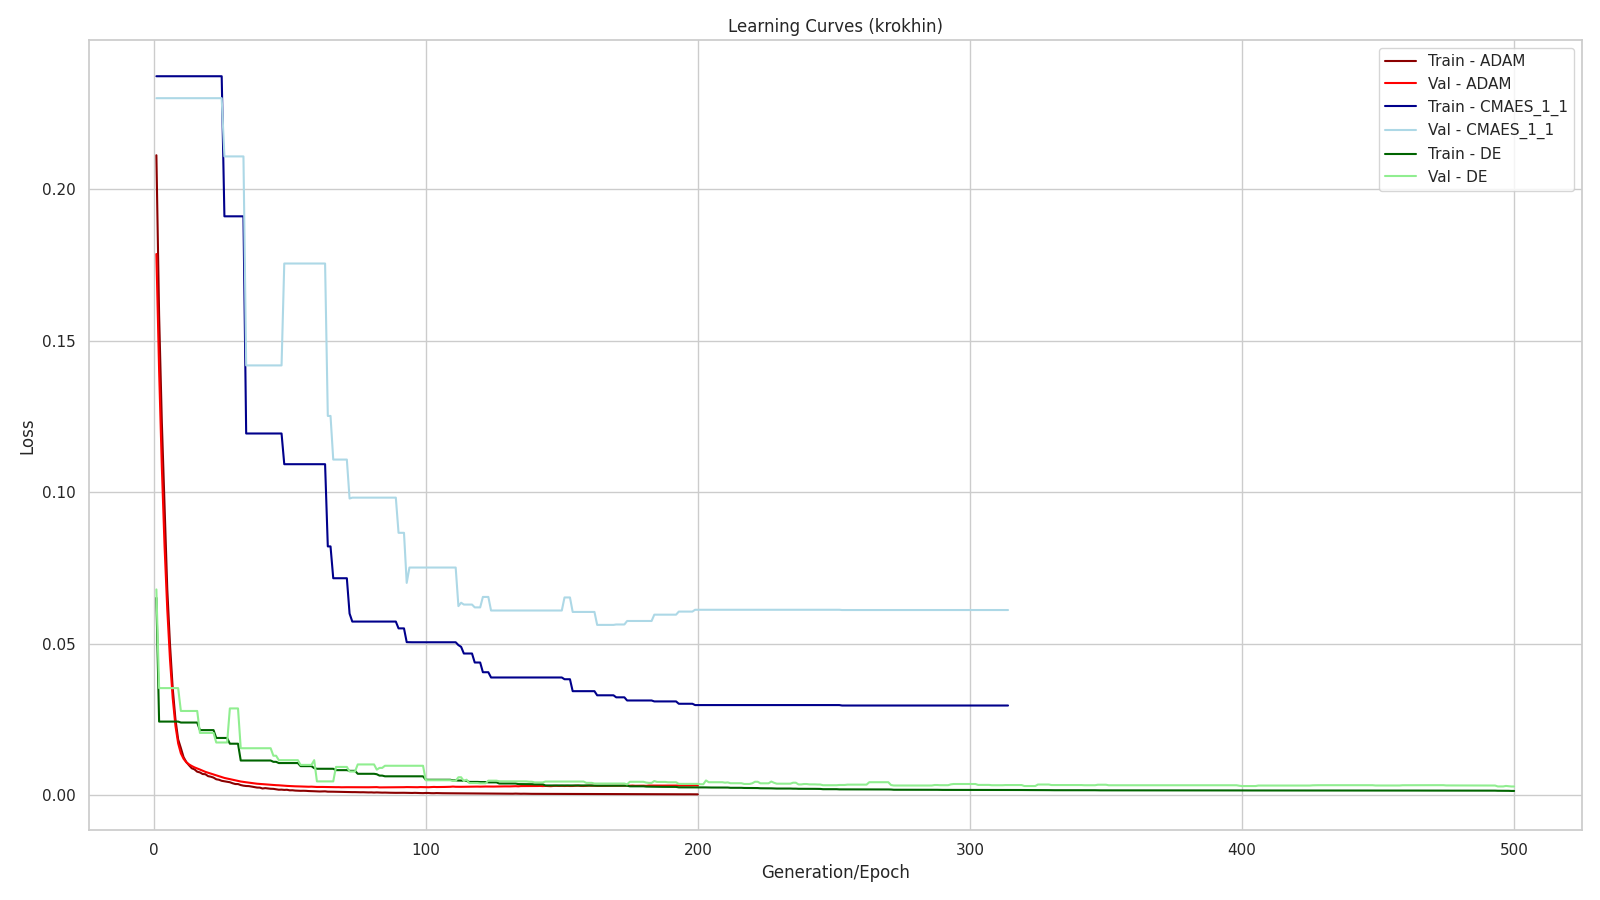 Learning Curves (krokhin)
Train - ADAM
Val - ADAM
Train - CMAES_1_1
Val - CMAES_1_1
Train - DE
Val - DE
Loss
0.20
0.15
0.10
0.05
0.00
0
100
200
300
400
500
Generation/Epoch